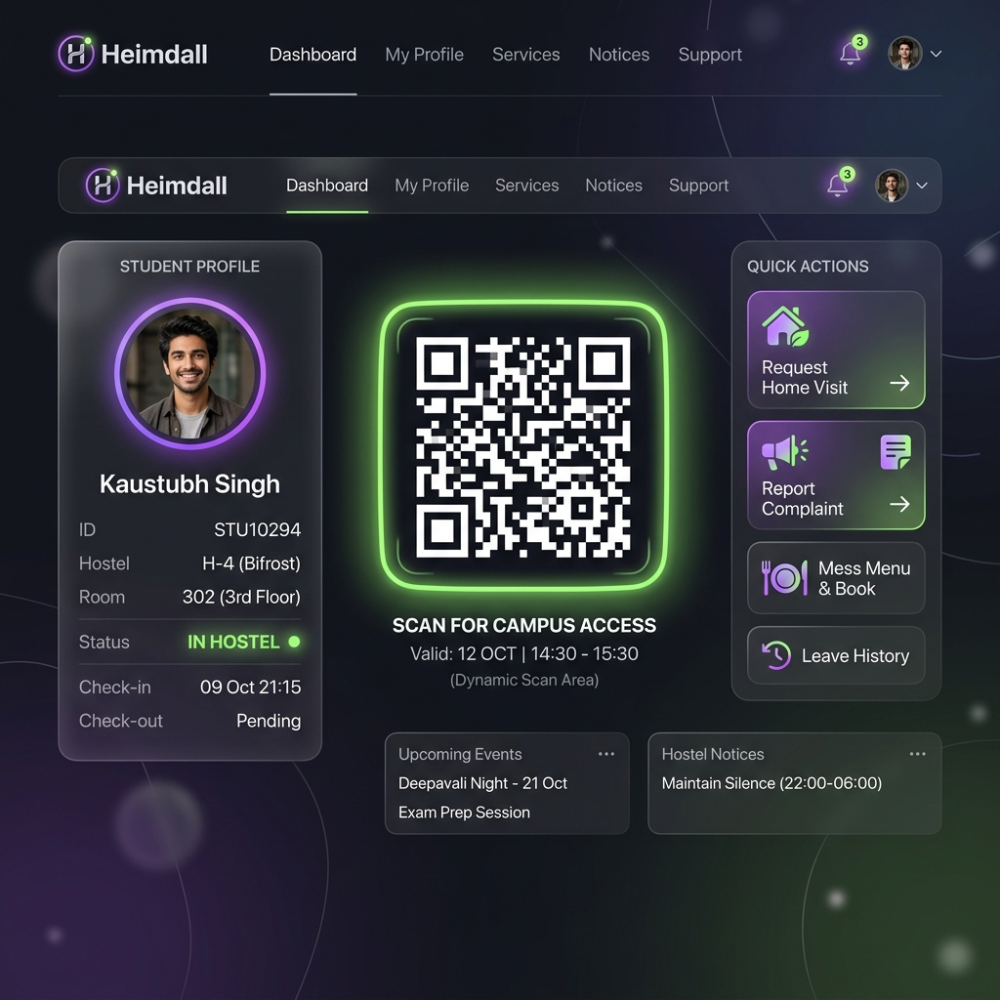 Heimdall
Dashboard My Profile Services Notices Support
3
Heimdall
Dashboard My Profile Services Notices Support
3
STUDENT PROFILE
Kaustubh Singh
ID STU10294
Hostel H-4 (Bifrost)
Room 302 (3rd Floor)
Status IN HOSTEL
Check-in 09 Oct 21:15
Check-out Pending
SCAN FOR CAMPUS ACCESS
Valid: 12 OCT | 14:30 - 15:30
(Dynamic Scan Area)
QUICK ACTIONS
Request
Home Visit
Report
Complaint
Mess Menu
& Book
Leave History
Upcoming Events
Deepavali Night - 21 Oct
Exam Prep Session
Hostel Notices
Maintain Silence (22:00-06:00)